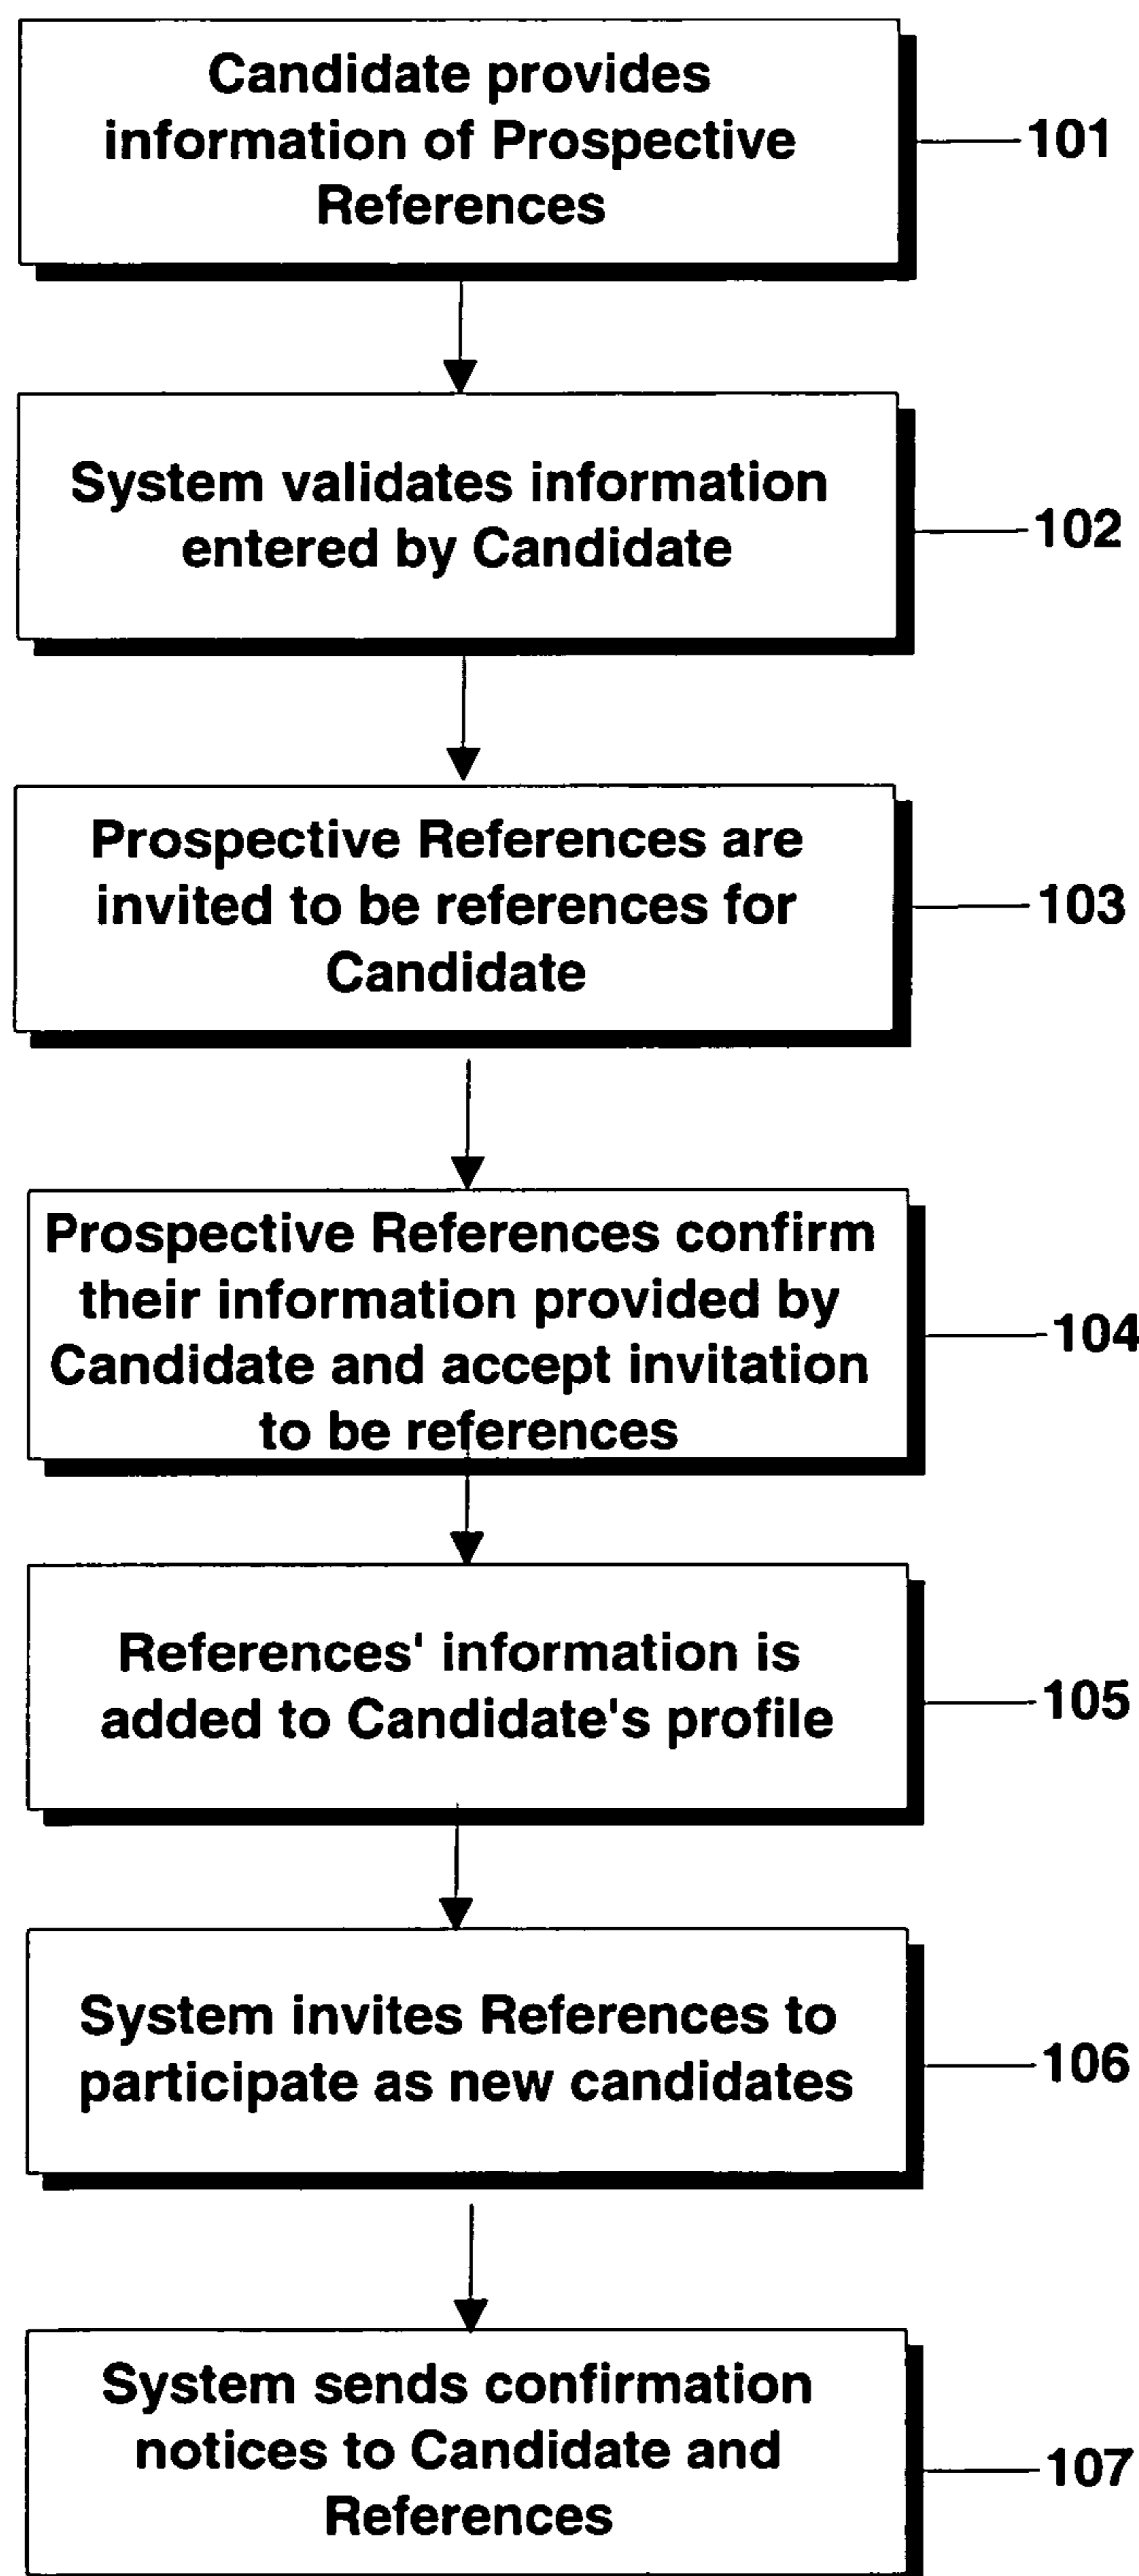 Candidate provides
information of Prospective
References
101
System validates information
entered by Candidate
102
Prospective References are
invited to be references for
Candidate
103
Prospective References confirm
their information provided by
Candidate and accept invitation
to be references
104
References' information is
added to Candidate's profile
105
System invites References to
participate as new candidates
106
System sends confirmation
notices to Candidate and
References
107